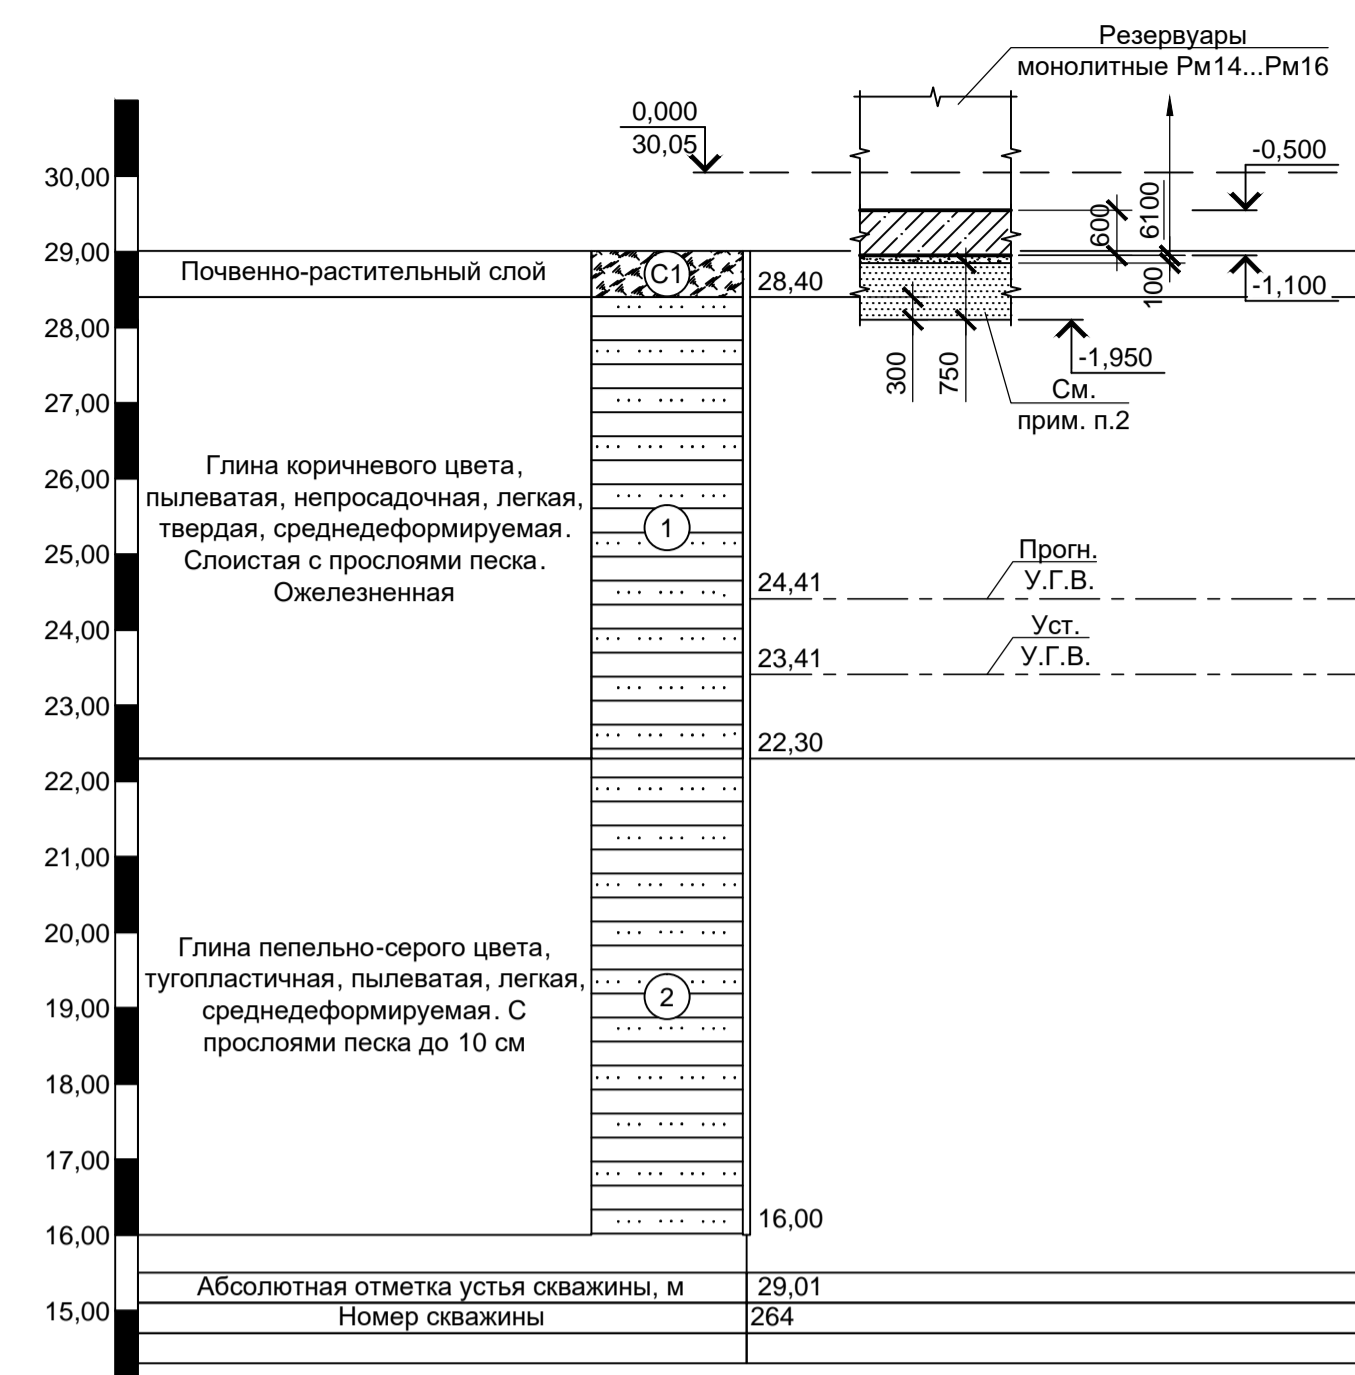 Резервуары
монолитные Рм14...Рм16
0,000
30,05
-0,500
600
6100
100
-1,100
300
750
-1,950
См.
прим. п.2
30,00
29,00
28,00
27,00
26,00
25,00
24,00
23,00
22,00
21,00
20,00
19,00
18,00
17,00
16,00
15,00
Почвенно-растительный слой
С1
28,40
Глина коричневого цвета,
пылеватая, непросадочная, легкая,
твердая, среднедеформируемая.
Слоистая с прослоями песка.
Ожелезненная
1
Прогн.
У.Г.В.
24,41
Уст.
У.Г.В.
23,41
22,30
Глина пепельно-серого цвета,
тугопластичная, пылеватая, легкая,
среднедеформируемая. С
прослоями песка до 10 см
2
16,00
Абсолютная отметка устья скважины, м
29,01
Номер скважины
264